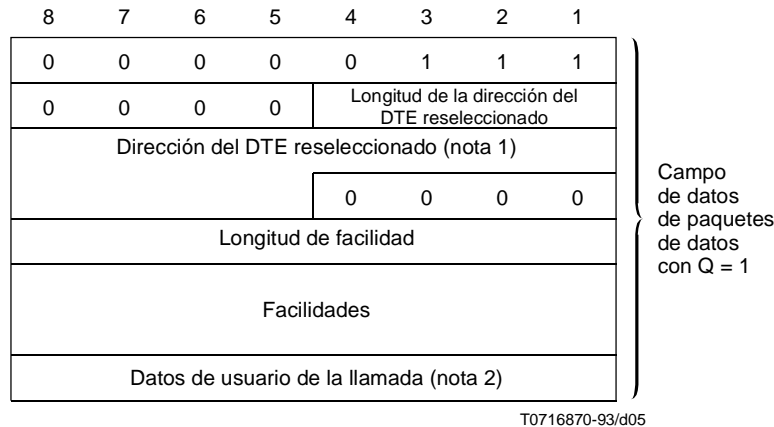 8 7 6 5 4 3 2 1
0 0 0 0 0 1 1 1
0 0 0 0 Longitud de la dirección del
DTE reseleccionado
Dirección del DTE reseleccionado (nota 1)
0 0 0 0
Longitud de facilidad
Facilidades
Datos de usuario de la llamada (nota 2)
Campo
de datos
de paquetes
de datos
con Q = 1
T0716870-93/d05